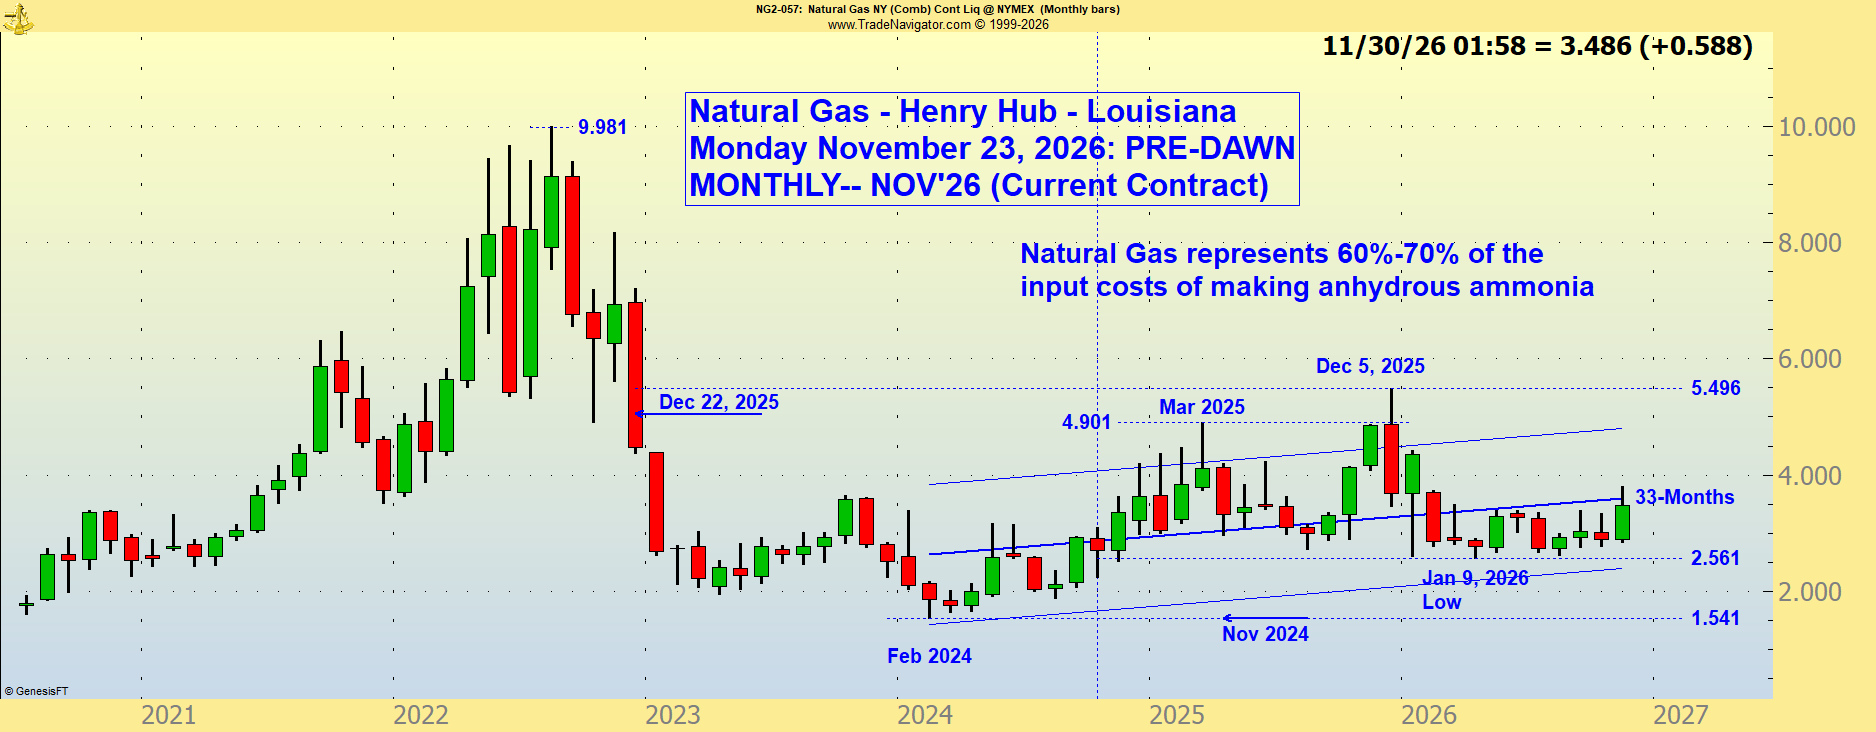 NG2-057: Natural Gas NY (Comb) Cont Liq @ NYMEX (Monthly bars)
www.TradeNavigator.com © 1999-2026
11/30/26 01:58 = 3.486 (+0.588)
Natural Gas - Henry Hub - Louisiana
Monday November 23, 2026: PRE-DAWN
MONTHLY-- NOV'26 (Current Contract)
9.981
10.000
Natural Gas represents 60%-70% of the
input costs of making anhydrous ammonia
8.000
6.000
Dec 5, 2025
5.496
Dec 22, 2025
Mar 2025
4.901
4.000
33-Months
2.561
Jan 9, 2026
Low
2.000
1.541
Nov 2024
Feb 2024
© GenesisFT
2021 2022 2023 2024 2025 2026 2027